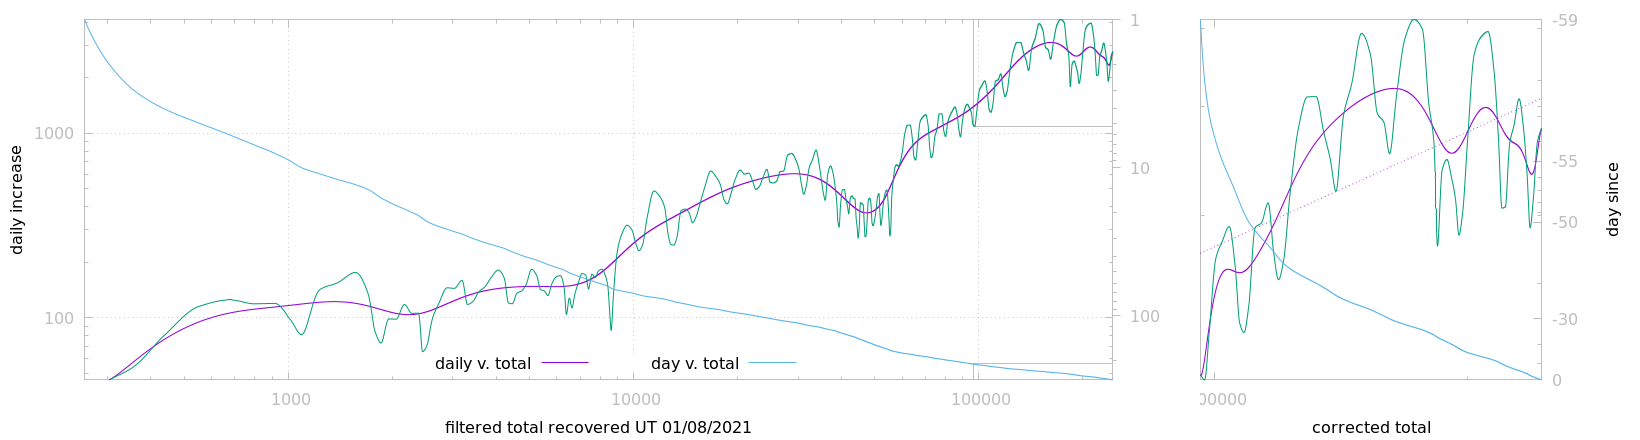 1
-59
daily increase
1000
10
-55
-50
day since
100
100
-30
daily v. total
day v. total
0
1000
10000
100000
00000
filtered total recovered UT 01/08/2021
corrected total